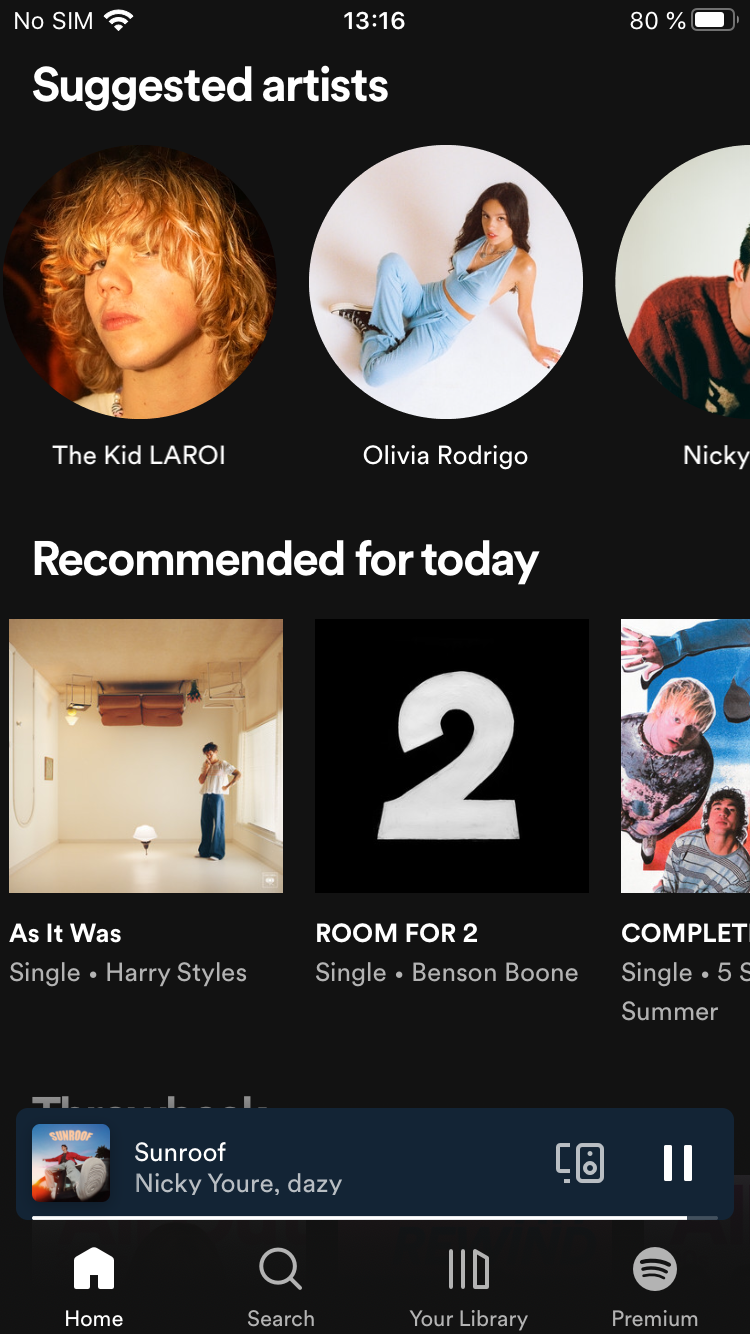 No SIM 13:16 80 %
Suggested artists
The Kid LAROI Olivia Rodrigo Nicky
Recommended for today
2
As It Was ROOM FOR 2
Single • Harry Styles Single • Benson Boone Single • 5
Summer
Throwback
SUNROOF
Sunroof
Nicky Youre, dazy
Home Search Your Library Premium